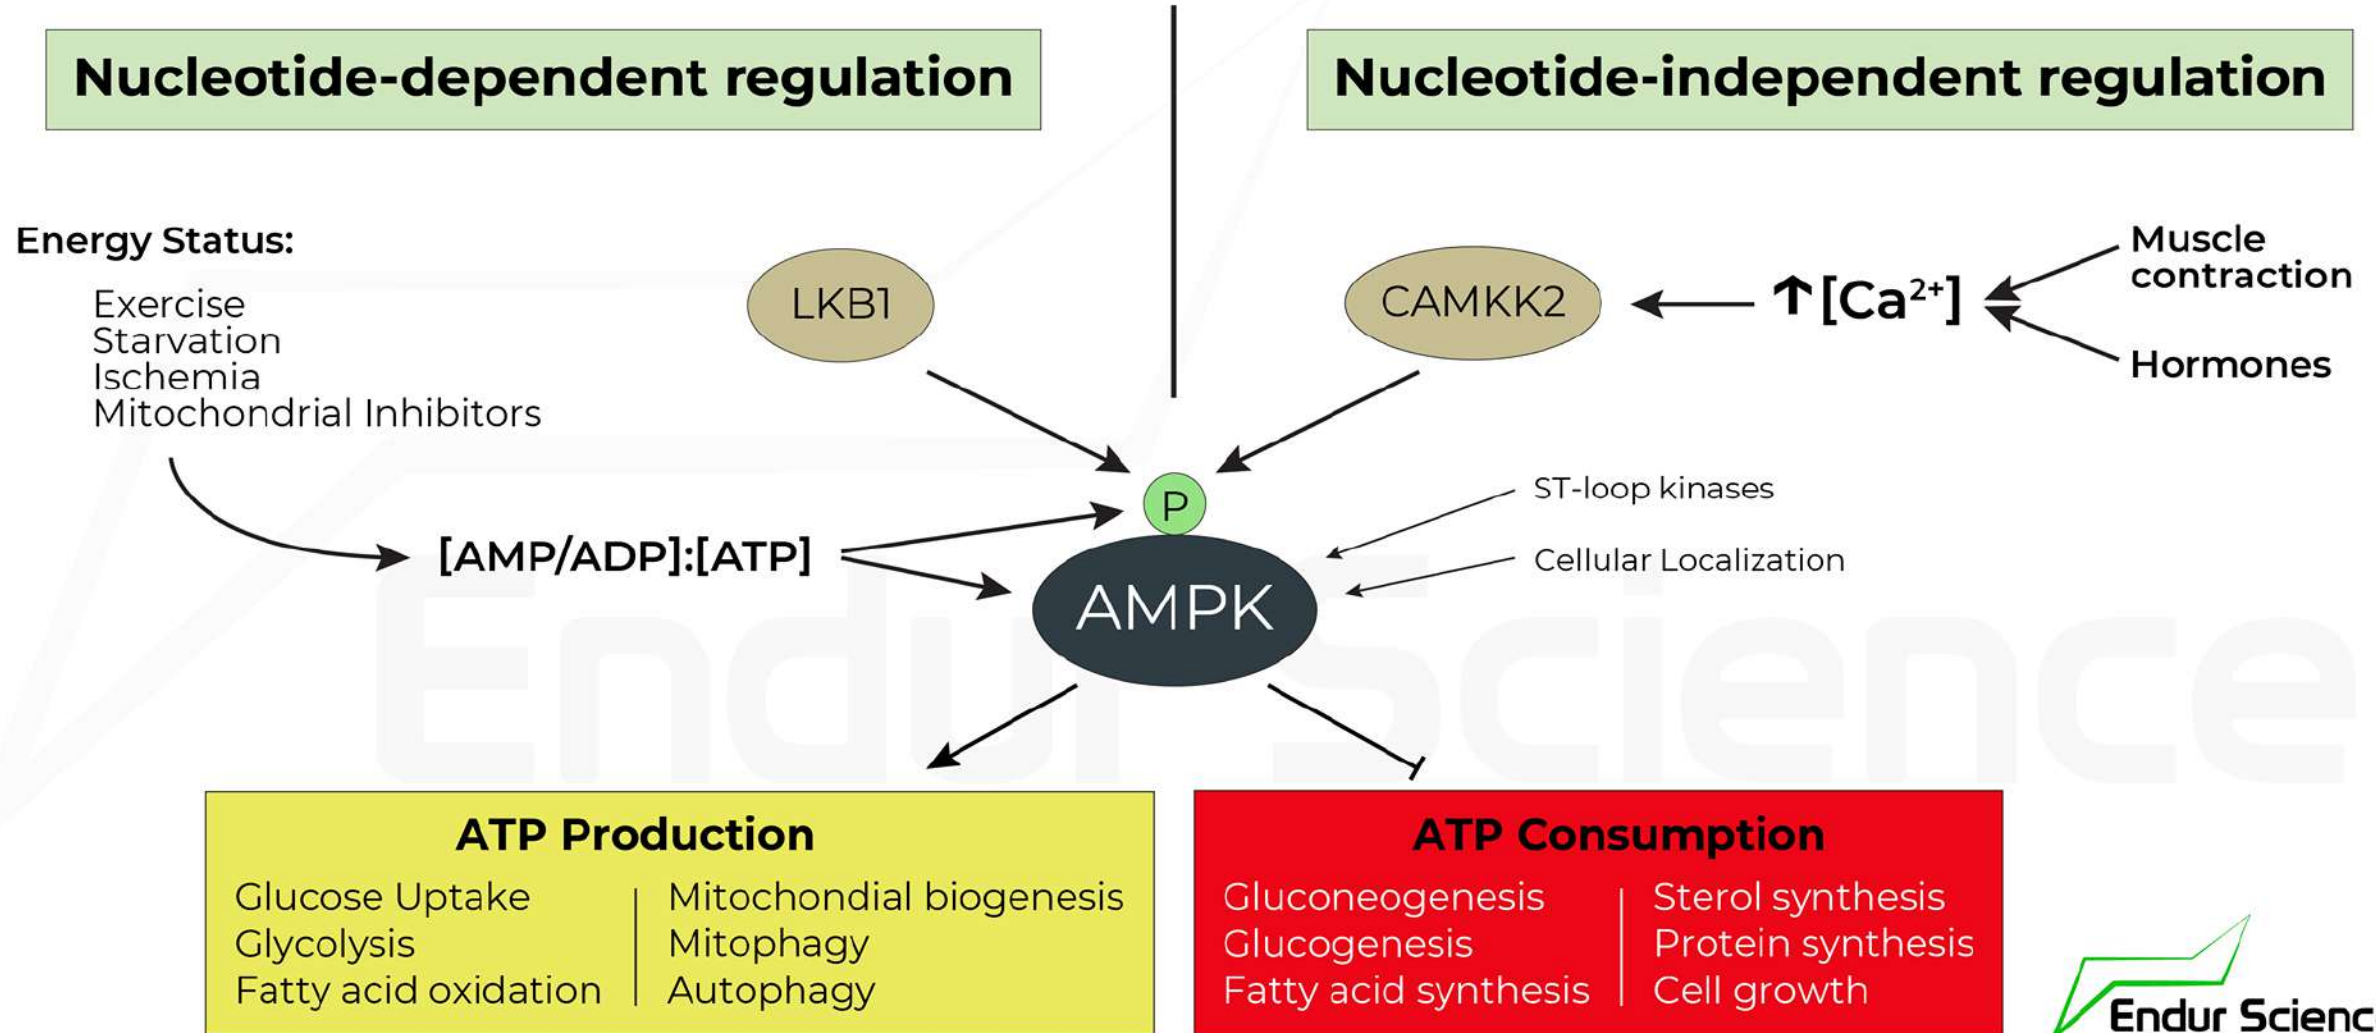 Nucleotide-dependent regulation
Nucleotide-independent regulation
Energy Status:
Exercise
Starvation
Ischemia
Mitochondrial Inhibitors
LKB1
CAMKK2
↑[Ca²⁺]
Muscle
contraction
Hormones
[AMP/ADP]:[ATP]
P
AMPK
ST-loop kinases
Cellular Localization
ATP Production
Glucose Uptake
Glycolysis
Fatty acid oxidation
Mitochondial biogenesis
Mitophagy
Autophagy
ATP Consumption
Gluconeogenesis
Glucogenesis
Fatty acid synthesis
Sterol synthesis
Protein synthesis
Cell growth
Endur Science
Endur Scienc